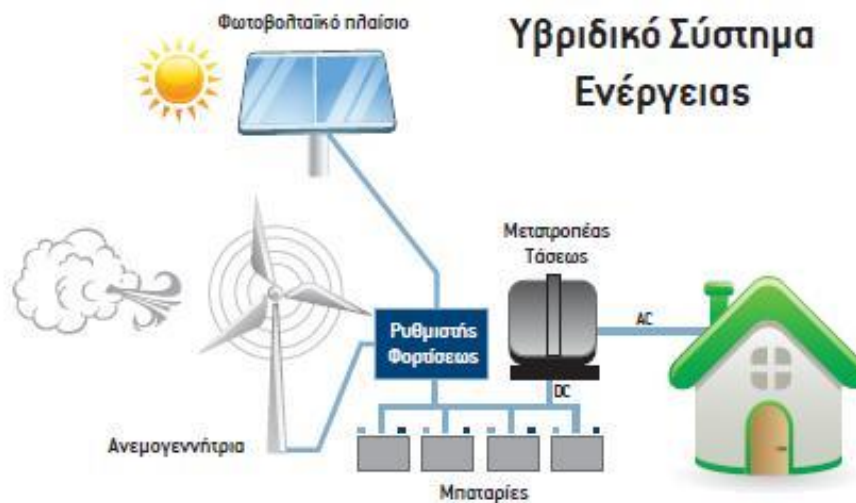 Φωτοβολταϊκό πλαίσιο
Υβριδικό Σύστημα
Ενέργειας
Μετατροπέας
Τάσεως
Ρυθμιστής
Φορτίσεως
AC
DC
Ανεμογεννήτρια
Μπαταρίες